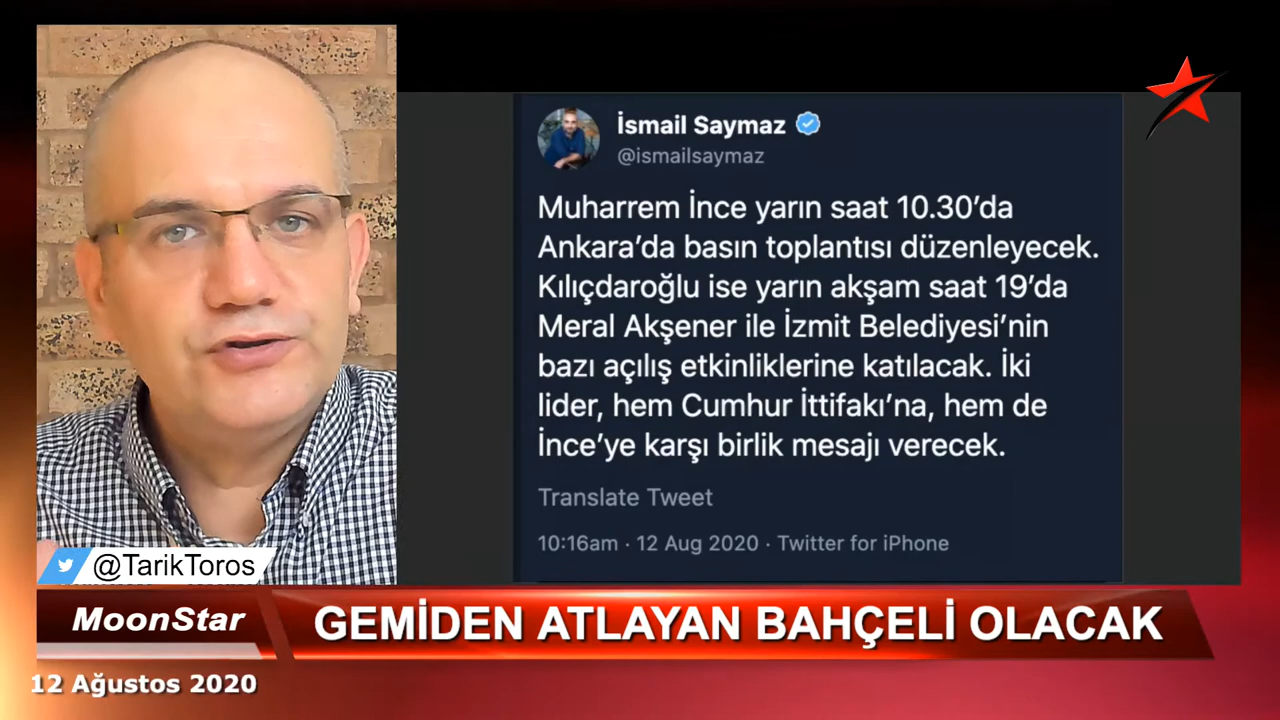 İsmail Saymaz
@ismailsaymaz
Muharrem İnce yarın saat 10.30’da
Ankara’da basın toplantısı düzenleyecek.
Kılıçdaroğlu ise yarın akşam saat 19’da
Meral Akşener ile İzmit Belediyesi’nin
bazı açılış etkinliklerine katılacak. İki
lider, hem Cumhur İttifakı’na, hem de
İnce’ye karşı birlik mesajı verecek.
Translate Tweet
10:16am · 12 Aug 2020 · Twitter for iPhone
@TarikToros
MoonStar
GEMİDEN ATLAYAN BAHÇELİ OLACAK
12 Ağustos 2020